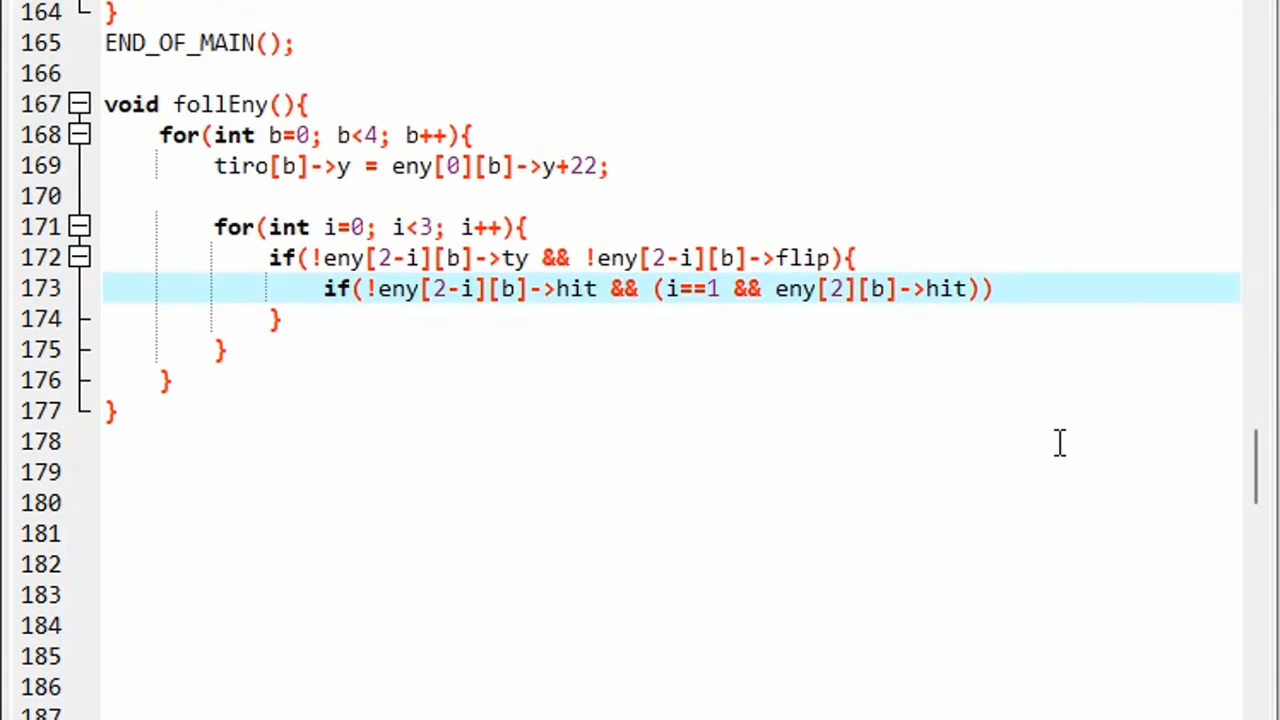 164 }
165 END_OF_MAIN();
166
167 void follEny(){
168 for(int b=0; b<4; b++){
169 tiro[b]->y = eny[0][b]->y+22;
170
171 for(int i=0; i<3; i++){
172 if(!eny[2-i][b]->ty && !eny[2-i][b]->flip){
173 if(!eny[2-i][b]->hit && (i==1 && eny[2][b]->hit))
174 }
175 }
176 }
177 }
178
179
180
181
182
183
184
185
186
187